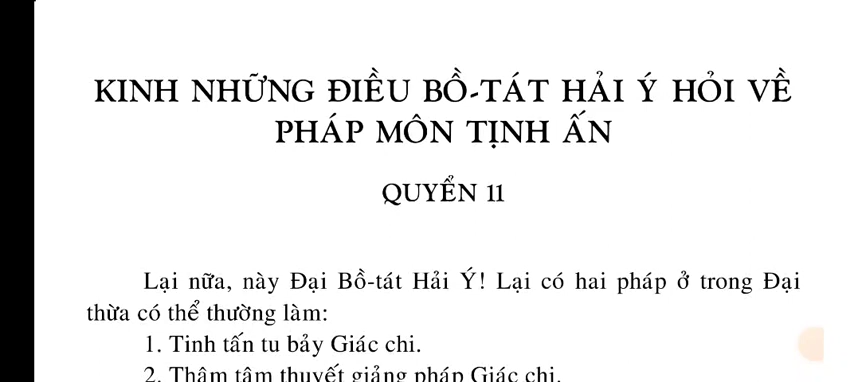 KINH NHỮNG ĐIỀU BỒ-TÁT HẢI Ý HỎI VỀ
PHÁP MÔN TỊNH ẤN
QUYỂN 11
Lại nữa, này Đại Bồ-tát Hải Ý! Lại có hai pháp ở trong Đại
thừa có thể thường làm:
1. Tinh tấn tu bảy Giác chi.
2. Thâm tâm thuyết giảng pháp Giác chi.